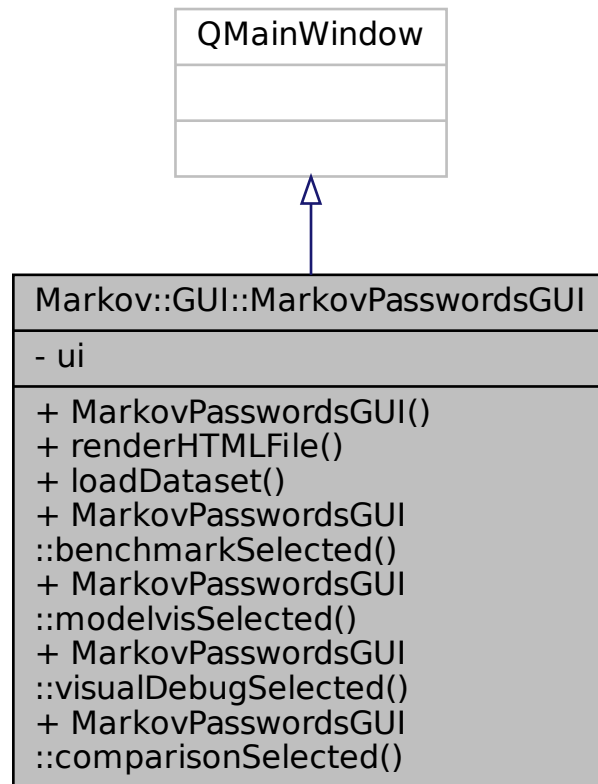 QMainWindow
Markov::GUI::MarkovPasswordsGUI
- ui
+ MarkovPasswordsGUI()
+ renderHTMLFile()
+ loadDataset()
+ MarkovPasswordsGUI
::benchmarkSelected()
+ MarkovPasswordsGUI
::modelvisSelected()
+ MarkovPasswordsGUI
::visualDebugSelected()
+ MarkovPasswordsGUI
::comparisonSelected()